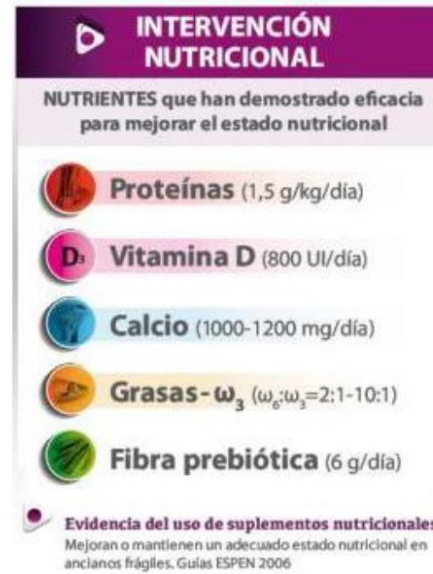 INTERVENCIÓN
NUTRICIONAL
NUTRIENTES que han demostrado eficacia
para mejorar el estado nutricional
Proteínas (1,5 g/kg/día)
D₃ Vitamina D (800 UI/día)
Calcio (1000-1200 mg/día)
Grasas-ω₃ (ω₆:ω₃=2:1-10:1)
Fibra prebiótica (6 g/día)
Evidencia del uso de suplementos nutricionales
Mejoran o mantienen un adecuado estado nutricional en
ancianos frágiles. Guías ESPEN 2006